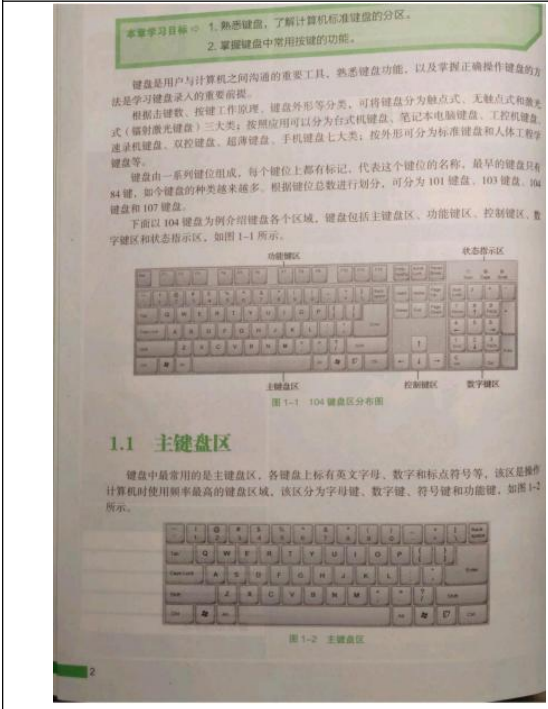 本章学习目标 ⇨ 1. 熟悉键盘,了解计算机标准键盘的分区。
2. 掌握键盘中常用按键的功能。
键盘是用户与计算机之间沟通的重要工具,熟悉键盘功能,以及掌握正确操作键盘的方
法是学习键盘录入的重要前提。
根据击键数、按键工作原理、键盘外形等分类,可将键盘分为触点式、无触点式和激光
式(镭射激光键盘)三大类;按照应用可以分为台式机键盘、笔记本电脑键盘、工控机键盘、
速录机键盘、双控键盘、超薄键盘、手机键盘七大类;按外形可分为标准键盘和人体工程学
键盘等。
键盘由一系列键位组成,每个键位上都有标记,代表这个键位的名称,最早的键盘只有
84 键,如今键盘的种类越来越多。根据键位总数进行划分,可分为 101 键盘、103 键盘、104
键盘和 107 键盘。
下面以 104 键盘为例介绍键盘各个区域,键盘包括主键盘区、功能键区、控制键区、数
字键区和状态指示区,如图 1-1 所示。
功能键区 状态指示区
Q W E R T Y U I O P
A S D F G H J K L
Z X C V B N M
主键盘区 控制键区 数字键区
图 1-1 104 键盘区分布图
1.1 主键盘区
键盘中最常用的是主键盘区,各键盘上标有英文字母、数字和标点符号等,该区是操作
计算机时使用频率最高的键盘区域,该区分为字母键、数字键、符号键和功能键,如图 1-2
所示。
Back space
Tab Q W E R T Y U I O P
Caps Lock A S D F G H J K L Enter
Shift Z X C V B N M Shift
Ctrl Alt Alt Ctrl
图 1-2 主键盘区
2